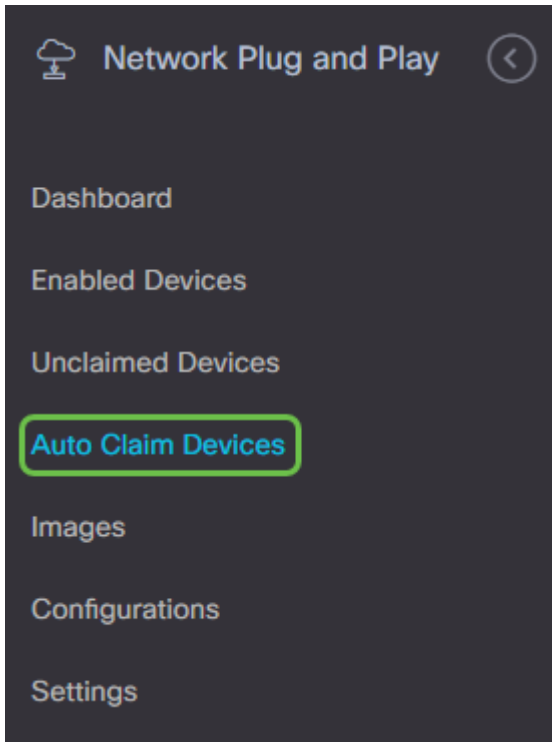 Network Plug and Play
Dashboard
Enabled Devices
Unclaimed Devices
Auto Claim Devices
Images
Configurations
Settings